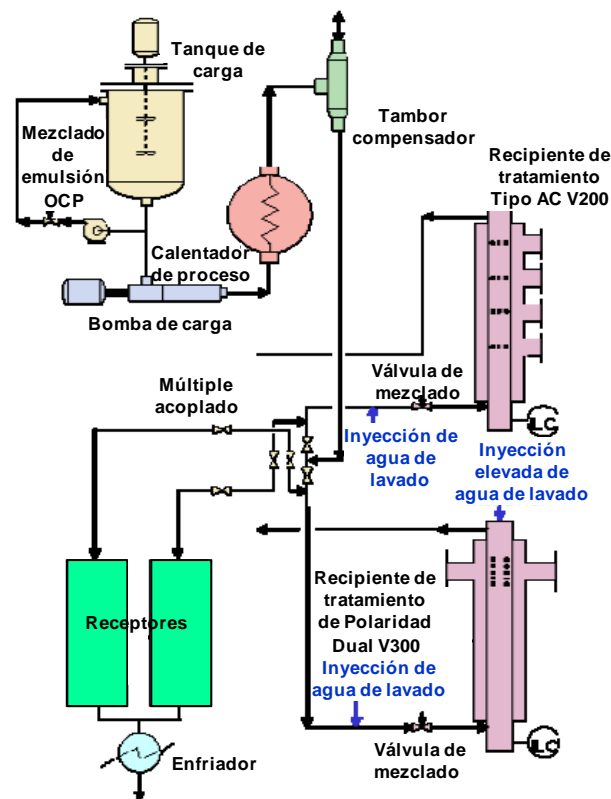 Tanque de
carga
Mezclado
de
emulsión
OCP
Calentador
de proceso
Bomba de carga
Tambor
compensador
Recipiente de
tratamiento
Tipo AC V200
Múltiple
acoplado
Válvula de
mezclado
LC
Inyección de
agua de
lavado
Inyección
elevada de
agua de lavado
Receptores
Recipiente de
tratamiento
de Polaridad
Dual V300
Inyección de
agua de lavado
Válvula de
mezclado
LC
Enfriador